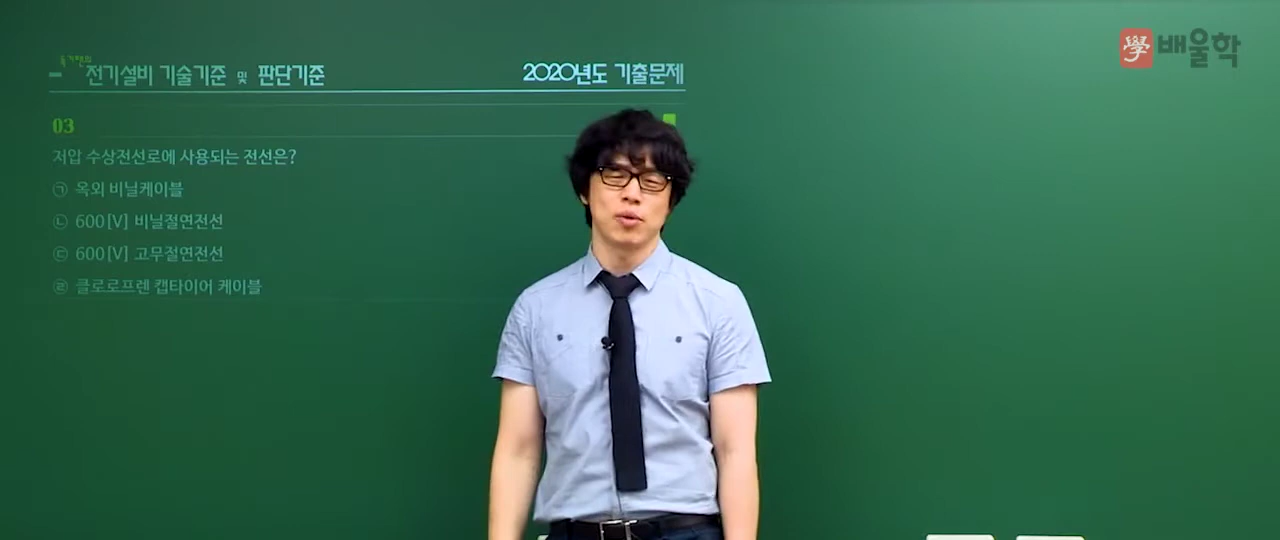 學 배울학
전기설비 기술기준 및 판단기준 2020년도 기출문제
03
저압 수상전선로에 사용되는 전선은?
㉠ 옥외 비닐케이블
㉡ 600[V] 비닐절연전선
㉢ 600[V] 고무절연전선
㉣ 클로로프렌 캡타이어 케이블